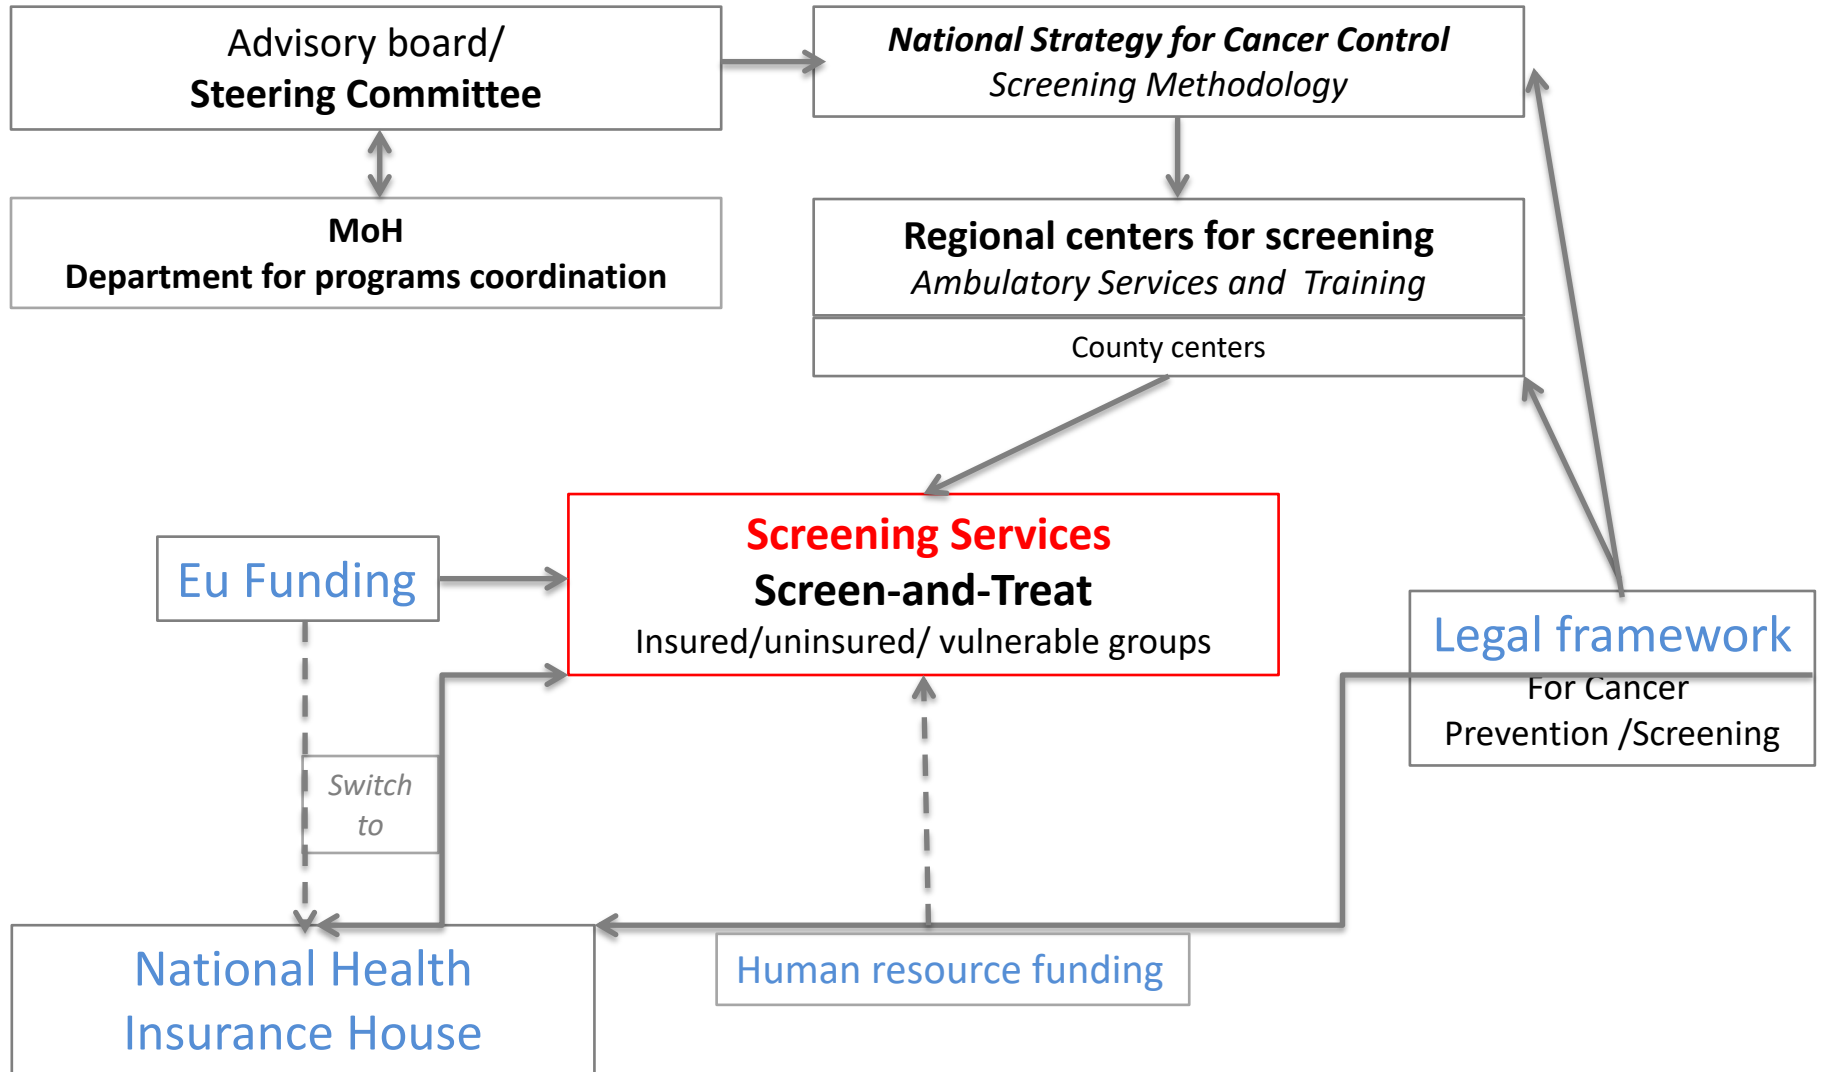 Advisory board/
Steering Committee
National Strategy for Cancer Control
Screening Methodology
MoH
Department for programs coordination
Regional centers for screening
Ambulatory Services and  Training
County centers
Screening Services
Screen-and-Treat
Insured/uninsured/ vulnerable groups
Eu Funding
Legal framework
For Cancer
Prevention /Screening
Switch
to
National Health
Insurance House
Human resource funding